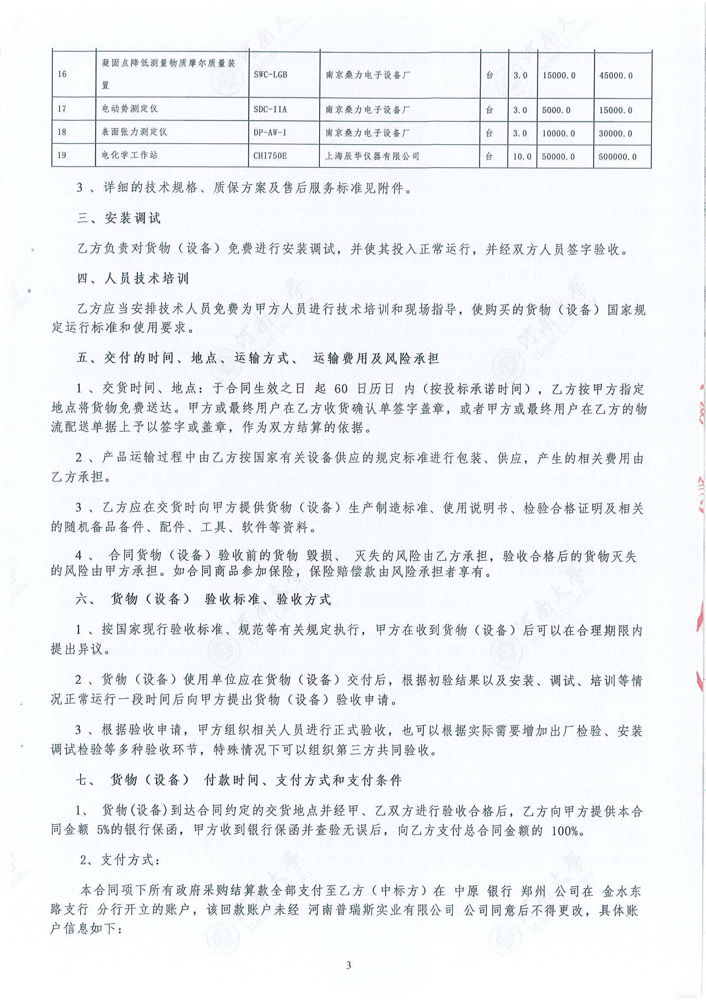 16 凝固点降低测量物质摩尔质量装置 SWC-LGB 南京桑力电子设备厂 台 3.0 15000.0 45000.0
17 电动势测定仪 SDC-IIA 南京桑力电子设备厂 台 3.0 5000.0 15000.0
18 表面张力测定仪 DP-AW-I 南京桑力电子设备厂 台 3.0 10000.0 30000.0
19 电化学工作站 CHI750E 上海辰华仪器有限公司 台 10.0 50000.0 500000.0
3 、详细的技术规格、质保方案及售后服务标准见附件。
三、安装调试
乙方负责对货物（设备）免费进行安装调试，并使其投入正常运行，并经双方人员签字验收。
四、人员技术培训
乙方应当安排技术人员免费为甲方人员进行技术培训和现场指导，使购买的货物（设备）国家规
定运行标准和使用要求。
五、交付的时间、地点、运输方式、 运输费用及风险承担
1 、交货时间、地点：于合同生效之日 起 60 日历日 内（按投标承诺时间），乙方按甲方指定
地点将货物免费送达。甲方或最终用户在乙方收货确认单签字盖章，或者甲方或最终用户在乙方的物
流配送单据上予以签字或盖章，作为双方结算的依据。
2 、产品运输过程中由乙方按国家有关设备供应的规定标准进行包装、供应，产生的相关费用由
乙方承担。
3 、乙方应在交货时向甲方提供货物（设备）生产制造标准、使用说明书、检验合格证明及相关
的随机备品备件、配件、工具、软件等资料。
4 、 合同货物（设备）验收前的货物 毁损、 灭失的风险由乙方承担，验收合格后的货物灭失
的风险由甲方承担。如合同商品参加保险，保险赔偿款由风险承担者享有。
六、 货物（设备） 验收标准、验收方式
1 、按国家现行验收标准、规范等有关规定执行，甲方在收到货物（设备）后可以在合理期限内
提出异议。
2 、货物（设备）使用单位应在货物（设备）交付后，根据初验结果以及安装、调试、培训等情
况正常运行一段时间后向甲方提出货物（设备）验收申请。
3 、根据验收申请，甲方组织相关人员进行正式验收，也可以根据实际需要增加出厂检验、安装
调试检验等多种验收环节，特殊情况下可以组织第三方共同验收。
七、 货物（设备） 付款时间、支付方式和支付条件
1、 货物(设备)到达合同约定的交货地点并经甲、乙双方进行验收合格后，乙方向甲方提供本合
同金额 5%的银行保函，甲方收到银行保函并查验无误后，向乙方支付总合同金额的 100%。
2、支付方式：
本合同项下所有政府采购结算款全部支付至乙方（中标方）在 中原 银行 郑州 公司在 金水东
路支行 分行开立的账户，该回款账户未经 河南普瑞斯实业有限公司 公司同意后不得更改，具体账
户信息如下：
3